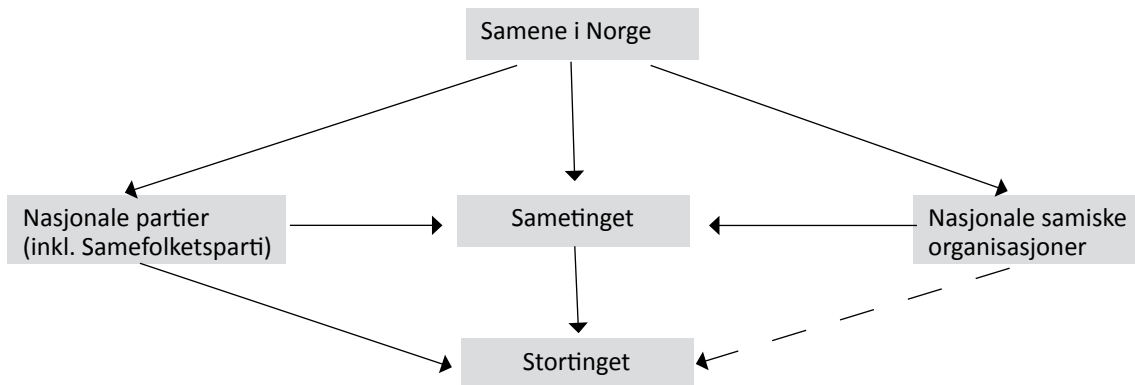 Samene i Norge
Nasjonale partier
(inkl. Samefolketsparti)
Sametinget
Nasjonale samiske
organisasjoner
Stortinget